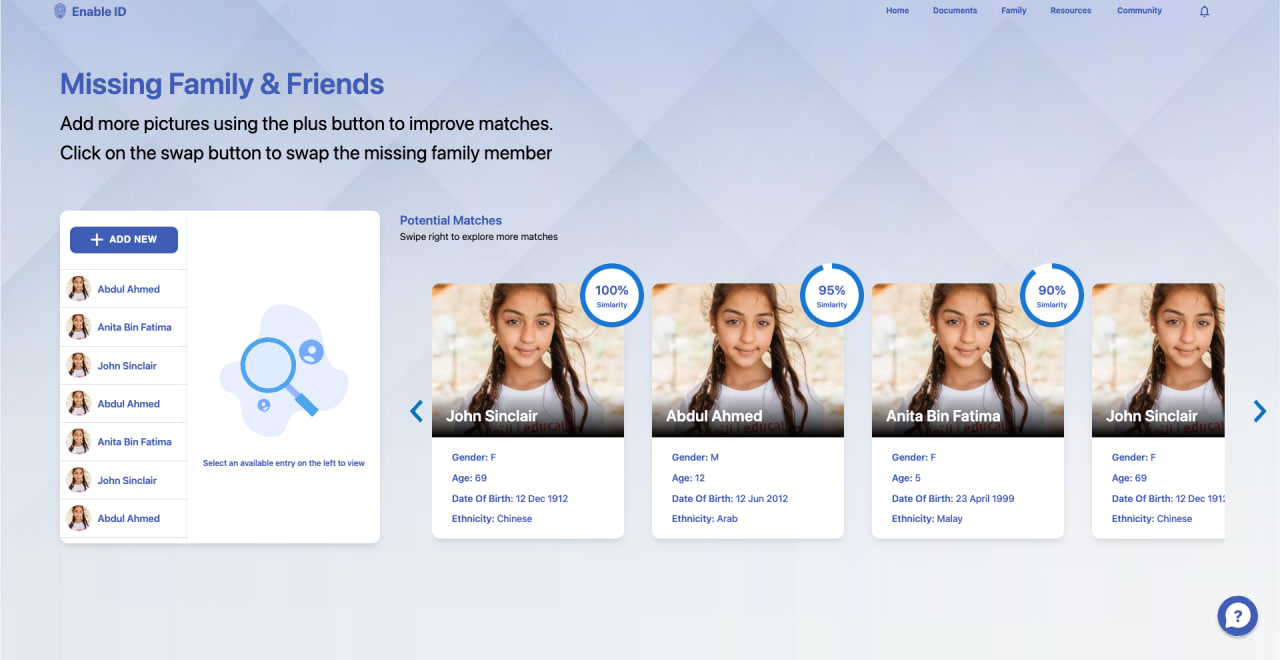 Enable ID
Home Documents Family Resources Community
Missing Family & Friends
Add more pictures using the plus button to improve matches.
Click on the swap button to swap the missing family member
ADD NEW
Abdul Ahmed
Anita Bin Fatima
John Sinclair
Abdul Ahmed
Anita Bin Fatima
John Sinclair
Abdul Ahmed
Select an available entry on the left to view
Potential Matches
Swipe right to explore more matches
100%
Simlarity
John Sinclair
Gender: F
Age: 69
Date Of Birth: 12 Dec 1912
Ethnicity: Chinese
95%
Simlarity
Abdul Ahmed
Gender: M
Age: 12
Date Of Birth: 12 Jun 2012
Ethnicity: Arab
90%
Simlarity
Anita Bin Fatima
Gender: F
Age: 5
Date Of Birth: 23 April 1999
Ethnicity: Malay
John Sinclair
Gender: F
Age: 69
Date Of Birth: 12 Dec 1912
Ethnicity: Chinese
?